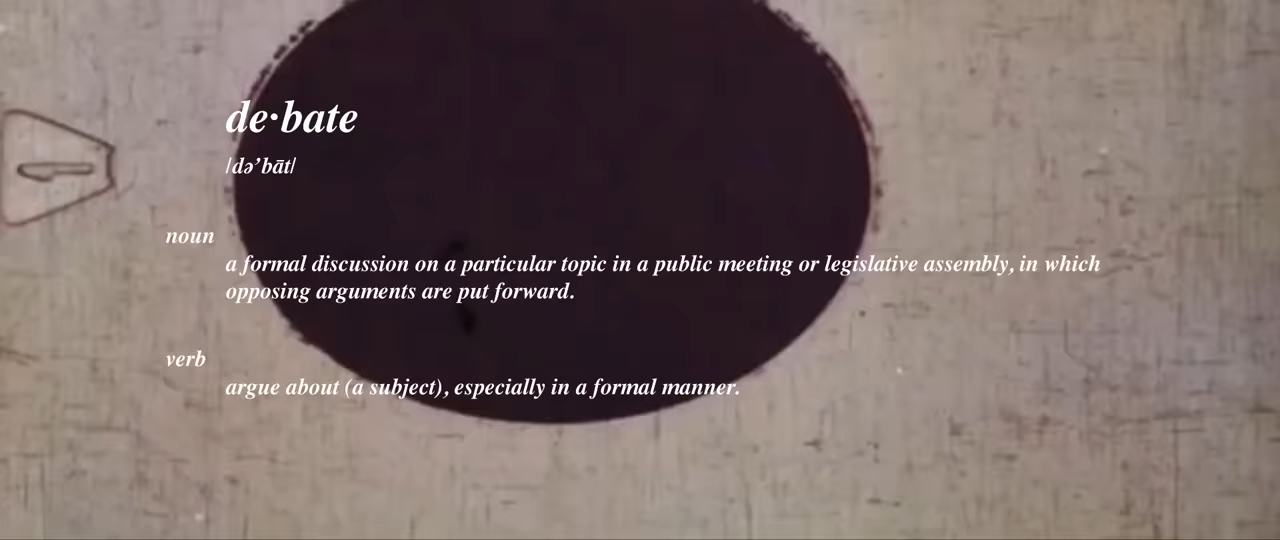 de·bate
/də’bāt/
noun
a formal discussion on a particular topic in a public meeting or legislative assembly, in which
opposing arguments are put forward.
verb
argue about (a subject), especially in a formal manner.